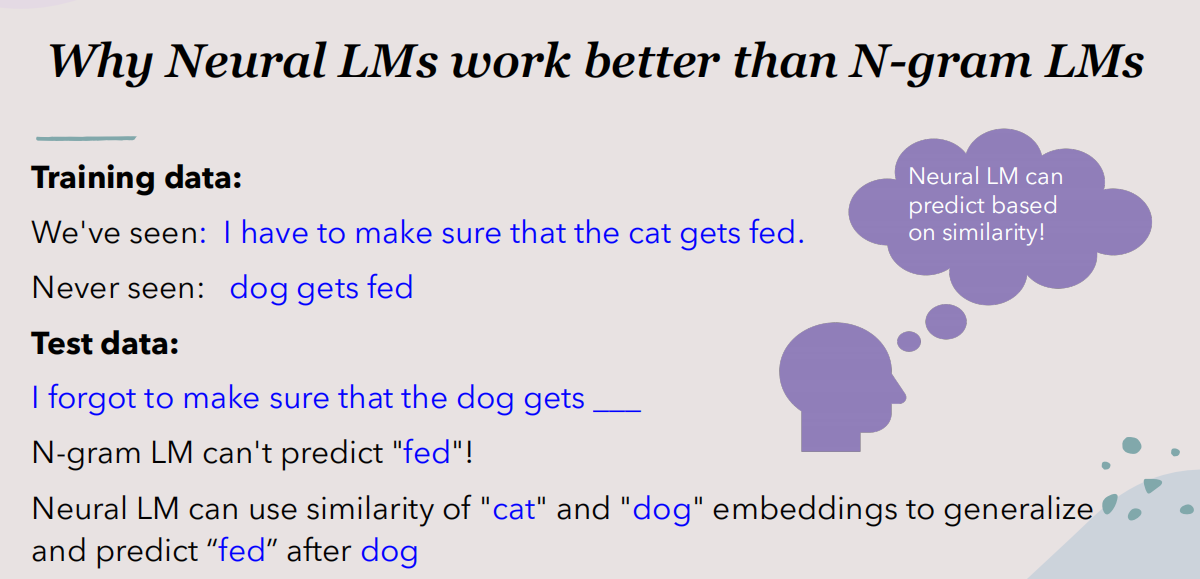 Why Neural LMs work better than N-gram LMs
Training data:
We've seen:  I have to make sure that the cat gets fed.
Never seen:   dog gets fed
Neural LM can
predict based
on similarity!
Test data:
I forgot to make sure that the dog gets ___
N-gram LM can't predict "fed"!
Neural LM can use similarity of "cat" and "dog" embeddings to generalize
and predict “fed” after dog